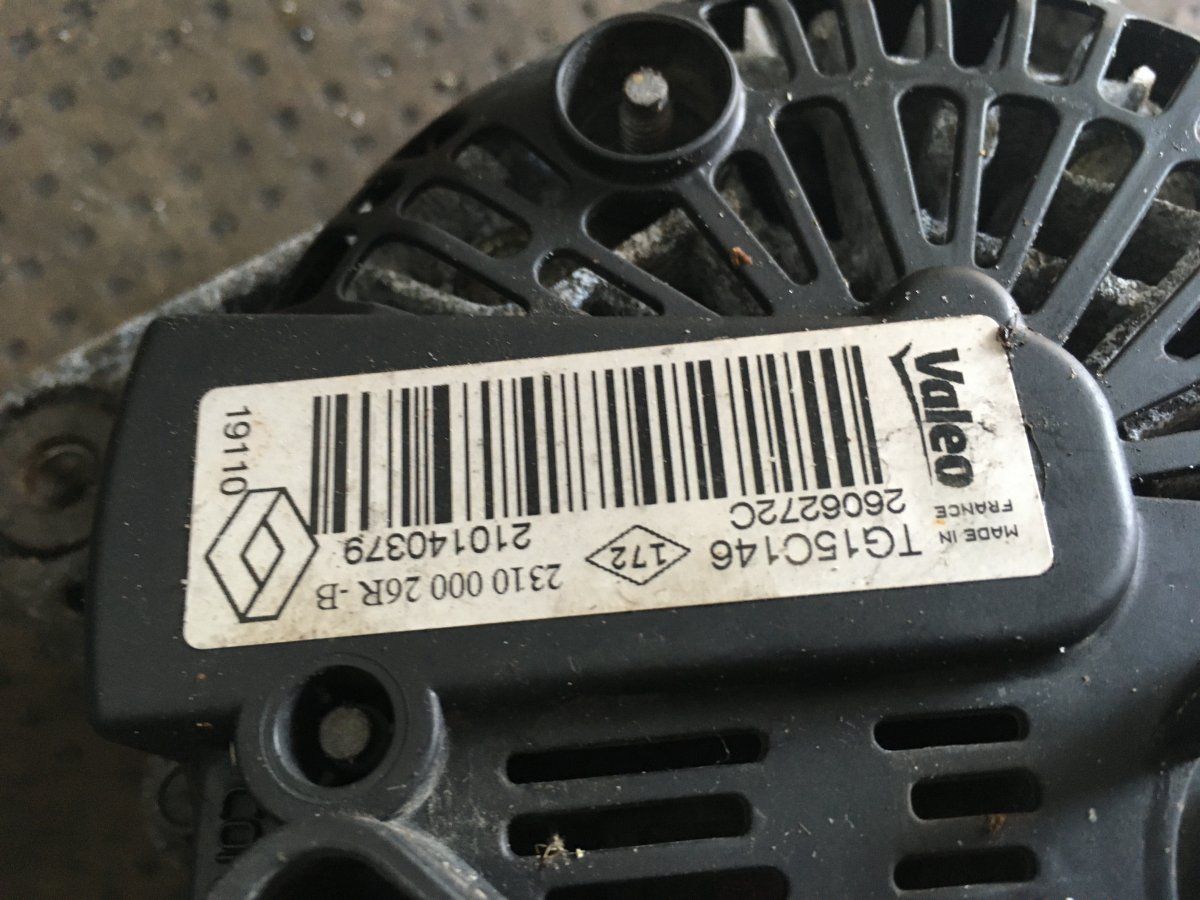 Valeo
MADE IN
FRANCE
TG15C146
2606272C
172
2310 000 26R -B
210140379
19110